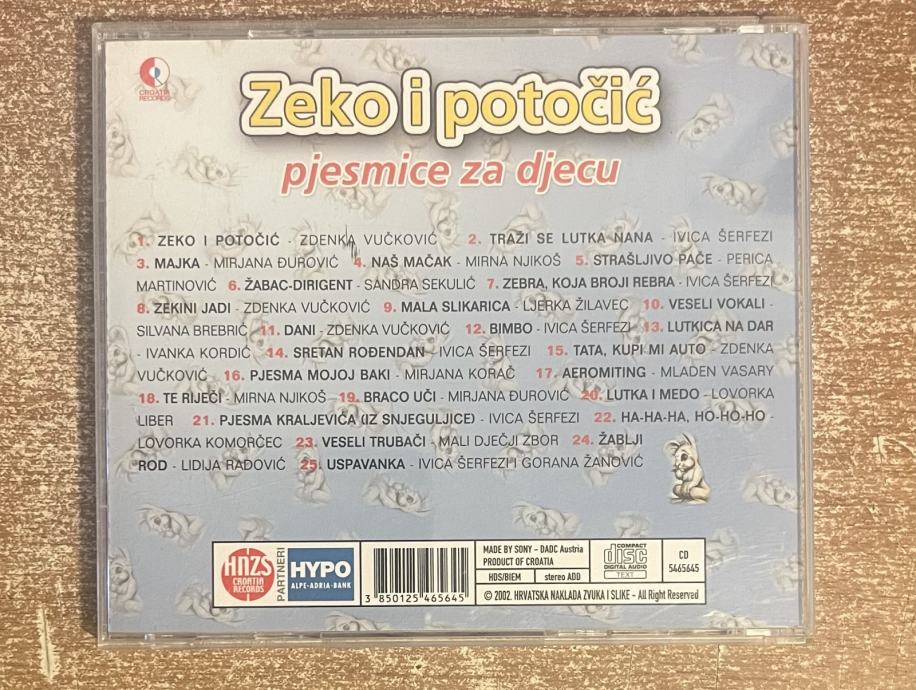 CROATIA
RECORDS
Zeko i potočić
pjesmice za djecu
1. ZEKO I POTOČIĆ - ZDENKA VUČKOVIĆ 2. TRAŽI SE LUTKA NANA - IVICA ŠERFEZI
3. MAJKA - MIRJANA ĐUROVIĆ 4. NAŠ MAČAK - MIRNA NJIKOŠ 5. STRAŠLJIVO PAČE - PERICA
MARTINOVIĆ 6. ŽABAC-DIRIGENT - SANDRA SEKULIĆ 7. ZEBRA, KOJA BROJI REBRA - IVICA ŠERFEZI
8. ZEKINI JADI - ZDENKA VUČKOVIĆ 9. MALA SLIKARICA - LJERKA ŽILAVEC 10. VESELI VOKALI -
SILVANA BREBRIĆ 11. DANI - ZDENKA VUČKOVIĆ 12. BIMBO - IVICA ŠERFEZI 13. LUTKICA NA DAR
- IVANKA KORDIĆ 14. SRETAN ROĐENDAN - IVICA ŠERFEZI 15. TATA, KUPI MI AUTO - ZDENKA
VUČKOVIĆ 16. PJESMA MOJOJ BAKI - MIRJANA KORAČ 17. AEROMITING - MLADEN VASARY
18. TE RIJEČI - MIRNA NJIKOŠ 19. BRACO UČI - MIRJANA ĐUROVIĆ 20. LUTKA I MEDO - LOVORKA
LIBER 21. PJESMA KRALJEVIĆA (IZ SNJEGULJICE) - IVICA ŠERFEZI 22. HA-HA-HA, HO-HO-HO -
LOVORKA KOMORČEC 23. VESELI TRUBAČI - MALI DJEČJI ZBOR 24. ŽABLJI
ROD - LIDIJA RADOVIĆ 25. USPAVANKA - IVICA ŠERFEZI I GORANA ŽANOVIĆ
HNZS
CROATIA
RECORDS
PARTNERI
HYPO
ALPE-ADRIA-BANK
3 850125 465645
MADE BY SONY - DADC Austria
PRODUCT OF CROATIA
HDS/BIEM stereo ADD
COMPACT
disc
DIGITAL AUDIO
TEXT
CD
5465645
© 2002. HRVATSKA NAKLADA ZVUKA I SLIKE - All Right Reserved